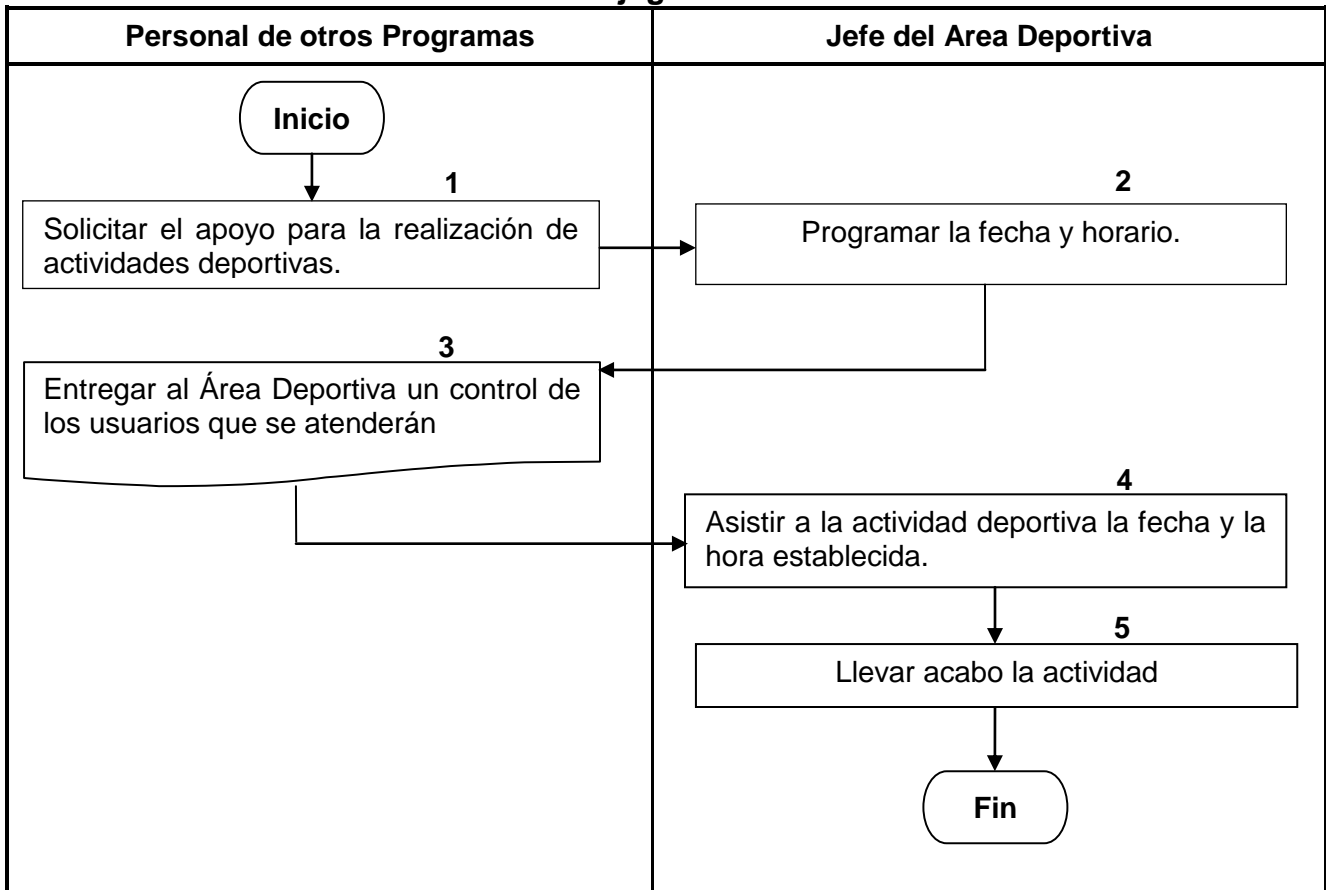 Personal de otros Programas
Jefe del Area Deportiva
Inicio
1
Solicitar el apoyo para la realización de
actividades deportivas.
2
Programar la fecha y horario.
3
Entregar al Área Deportiva un control de
los usuarios que se atenderán
4
Asistir a la actividad deportiva la fecha y la
hora establecida.
5
Llevar acabo la actividad
Fin